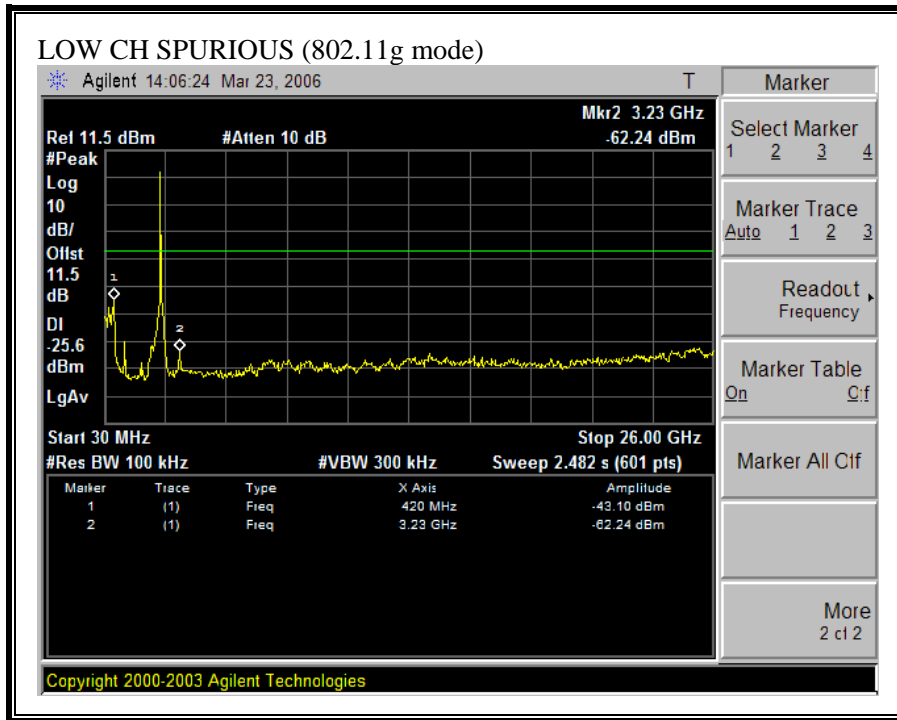 LOW CH SPURIOUS (802.11g mode)
Agilent 14:06:24 Mar 23, 2006 T
Mkr2 3.23 GHz
Ref 11.5 dBm #Atten 10 dB -62.24 dBm
#Peak
Log
10
dB/
Offst
11.5
dB
DI
-25.6
dBm
LgAv
1
2
Start 30 MHz Stop 26.00 GHz
#Res BW 100 kHz #VBW 300 kHz Sweep 2.482 s (601 pts)
Marker Trace Type X Axis Amplitude
1 (1) Freq 420 MHz -43.10 dBm
2 (1) Freq 3.23 GHz -62.24 dBm
Copyright 2000-2003 Agilent Technologies
Marker
Select Marker
1 2 3 4
Marker Trace
Auto 1 2 3
Readout
Frequency
Marker Table
On Off
Marker All Off
More
2 of 2